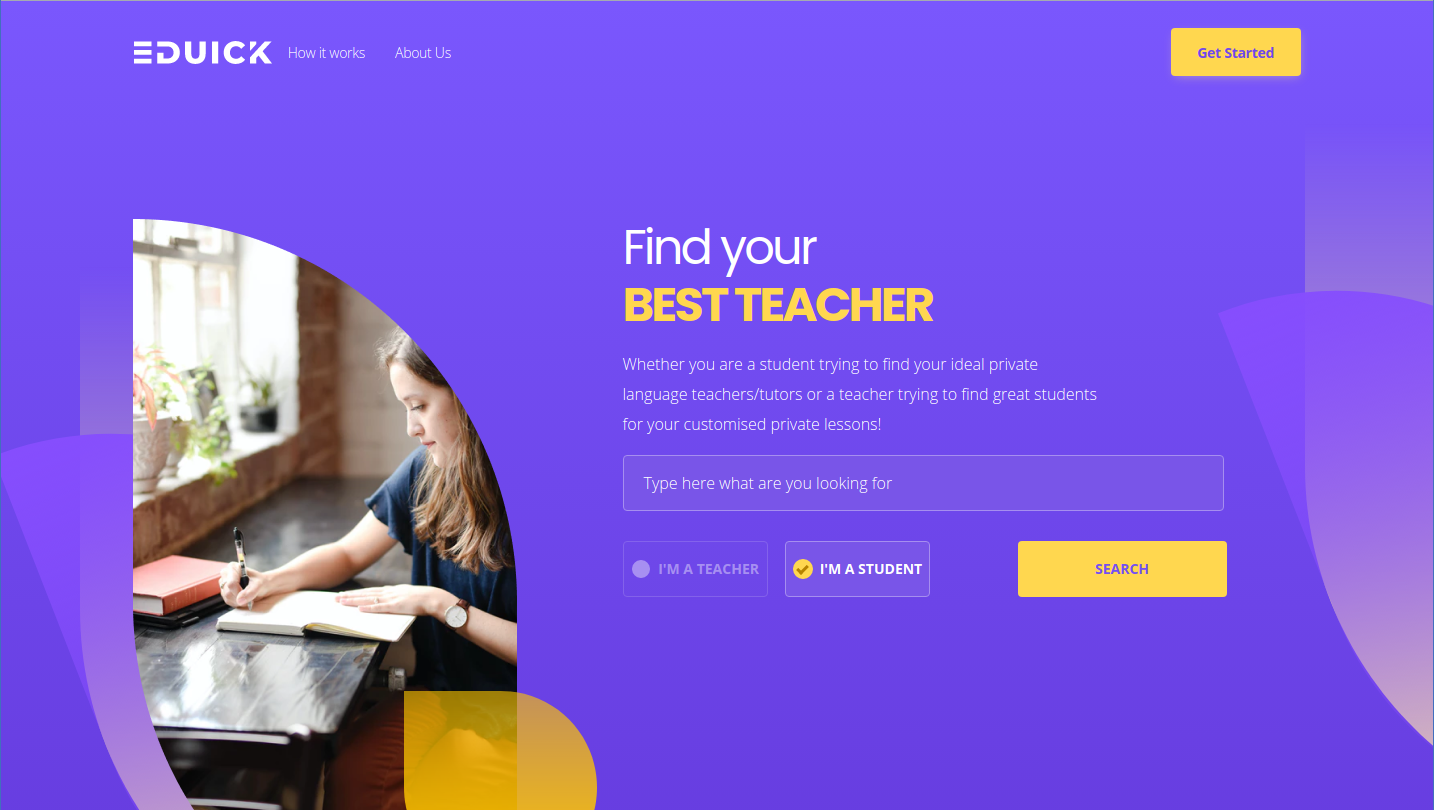 EDUICK
How it works
About Us
Get Started
Find your
BEST TEACHER
Whether you are a student trying to find your ideal private
language teachers/tutors or a teacher trying to find great students
for your customised private lessons!
Type here what are you looking for
I'M A TEACHER
I'M A STUDENT
SEARCH